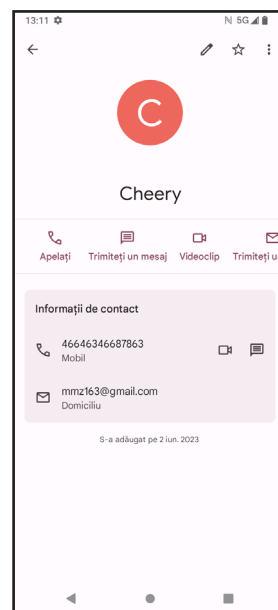 13:11 5G
C
Cheery
Apelați Trimiteți un mesaj Videoclip Trimiteți u
Informații de contact
46646346687863
Mobil
mmz163@gmail.com
Domiciliu
S-a adăugat pe 2 iun. 2023